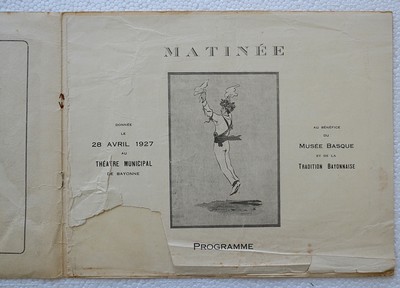 MATINÉE
DONNÉE
LE
28 AVRIL 1927
AU
THÉATRE MUNICIPAL
DE BAYONNE
AU BÉNÉFICE
DU
MUSÉE BASQUE
ET DE LA
TRADITION BAYONNAISE
PROGRAMME